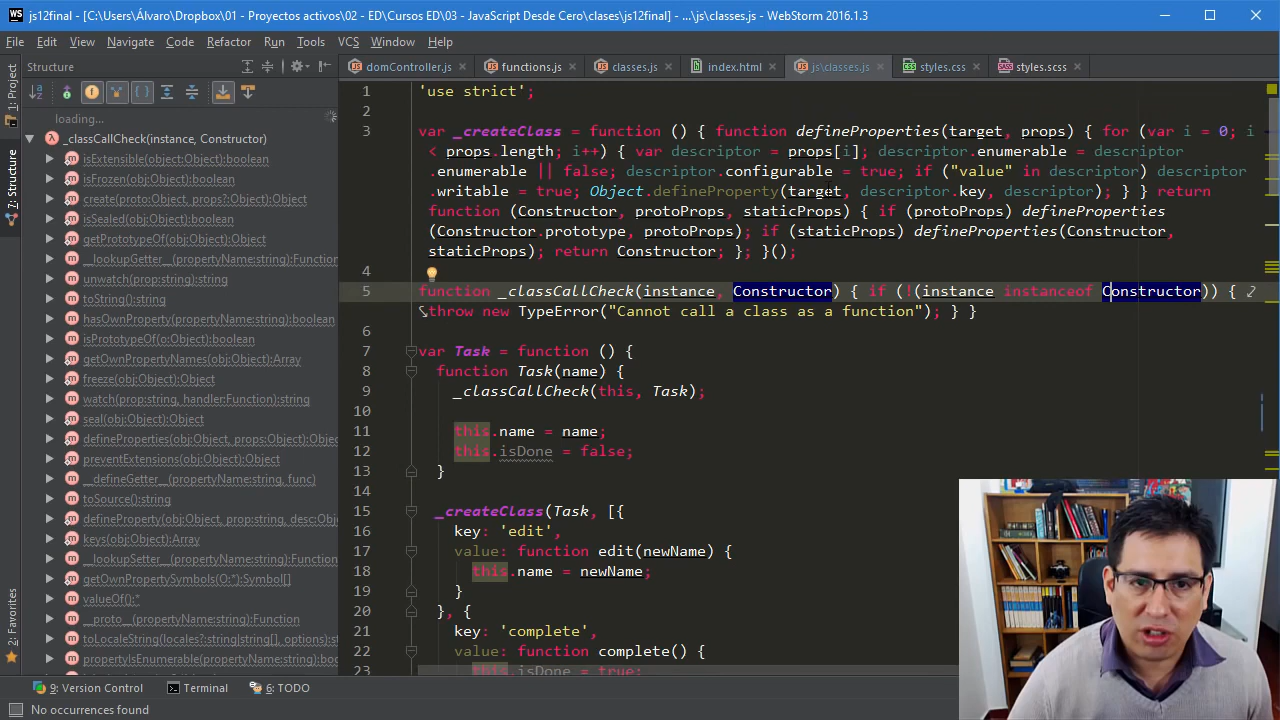 js12final - [C:\Users\Álvaro\Dropbox\01 - Proyectos activos\02 - ED\Cursos ED\03 - JavaScript Desde Cero\clases\js12final] - ...\js\classes.js - WebStorm 2016.1.3
File Edit View Navigate Code Refactor Run Tools VCS Window Help
Structure
domController.js functions.js classes.js index.html js\classes.js styles.css styles.scss
1: Project
7: Structure
2: Favorites
loading...
_classCallCheck(instance, Constructor)
isExtensible(object:Object):boolean
isFrozen(obj:Object):boolean
create(proto:Object, props?:Object):Object
isSealed(obj:Object):boolean
getPrototypeOf(obj:Object):Object
__lookupGetter__(propertyName:string):Function
unwatch(prop:string):string
toString():string
hasOwnProperty(propertyName:string):boolean
isPrototypeOf(o:Object):boolean
getOwnPropertyNames(obj:Object):Array
freeze(obj:Object):Object
watch(prop:string, handler:Function):string
seal(obj:Object):Object
defineProperties(obj:Object, props:Object):Object
preventExtensions(obj:Object):Object
__defineGetter__(propertyName:string, func)
toSource():string
defineProperty(obj:Object, prop:string, desc:Ob
keys(obj:Object):Array
__lookupSetter__(propertyName:string):Function
getOwnPropertySymbols(O:*):Symbol[]
valueOf():*
__proto__(propertyName:string):Function
toLocaleString(locales?:string|string[], options):st
propertyIsEnumerable(propertyName:string):boo
1 'use strict';
2
3 var _createClass = function () { function defineProperties(target, props) { for (var i = 0; i
< props.length; i++) { var descriptor = props[i]; descriptor.enumerable = descriptor
.enumerable || false; descriptor.configurable = true; if ("value" in descriptor) descriptor
.writable = true; Object.defineProperty(target, descriptor.key, descriptor); } } return
function (Constructor, protoProps, staticProps) { if (protoProps) defineProperties
(Constructor.prototype, protoProps); if (staticProps) defineProperties(Constructor,
staticProps); return Constructor; }; }();
4
5 function _classCallCheck(instance, Constructor) { if (!(instance instanceof Constructor)) {
throw new TypeError("Cannot call a class as a function"); } }
6
7 var Task = function () {
8 function Task(name) {
9 _classCallCheck(this, Task);
10
11 this.name = name;
12 this.isDone = false;
13 }
14
15 _createClass(Task, [{
16 key: 'edit',
17 value: function edit(newName) {
18 this.name = newName;
19 }
20 }, {
21 key: 'complete',
22 value: function complete() {
23 this.isDone = true;
9: Version Control Terminal 6: TODO
No occurrences found